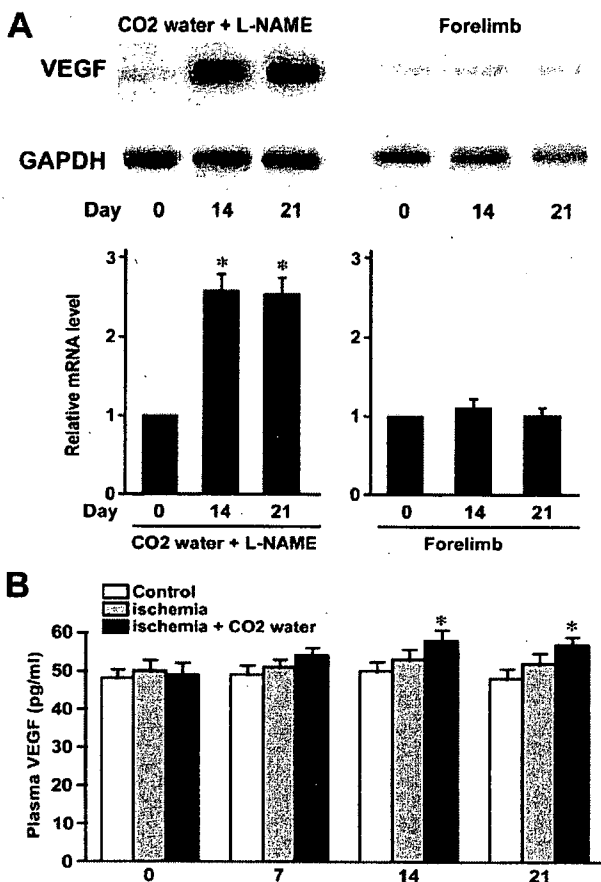 A
CO2 water + L-NAME Forelimb
VEGF
GAPDH
Day 0 14 21 0 14 21
Relative mRNA level
3 3
* *
2 2
1 1
0 0
Day 0 14 21 0 14 21
CO2 water + L-NAME Forelimb
B
Control
ischemia
ischemia + CO2 water
Plasma VEGF (pg/ml)
60
* *
50
40
30
20
10
0
0 7 14 21